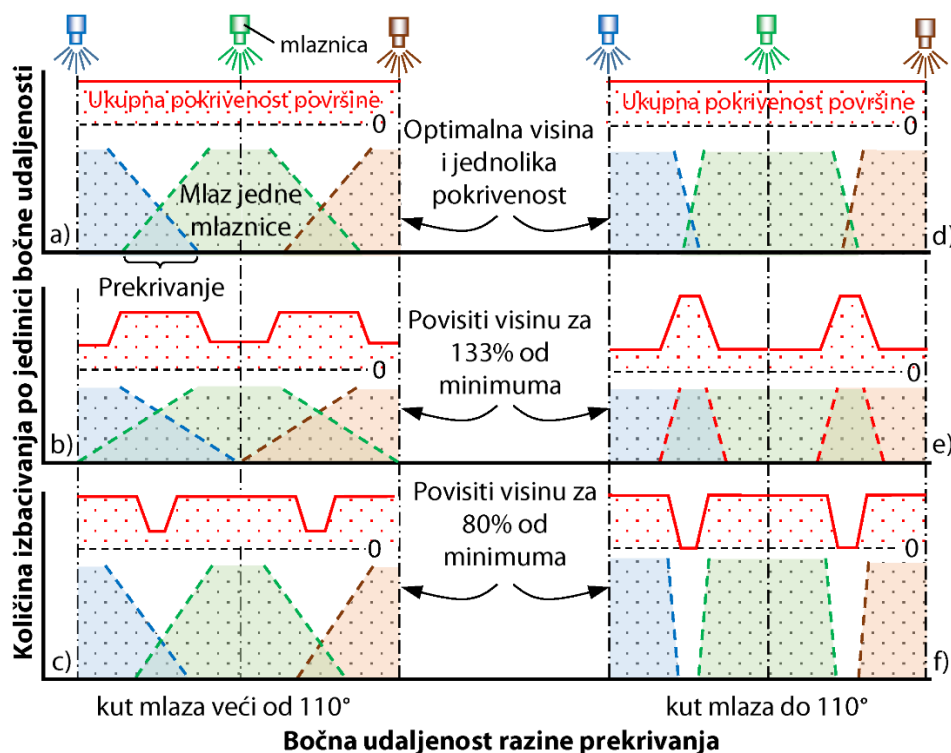 mlaznica
Ukupna pokrivenost površine
0
Mlaz jedne
mlaznice
a)
Prekrivanje
Optimalna visina
i jednolika
pokrivenost
Ukupna pokrivenost površine
0
d)
0
b)
Povisiti visinu za
133% od
minimuma
0
e)
0
c)
Povisiti visinu za
80% od
minimuma
0
f)
kut mlaza veći od 110°
kut mlaza do 110°
Bočna udaljenost razine prekrivanja
Količina izbacivanja po jedinici bočne udaljenosti